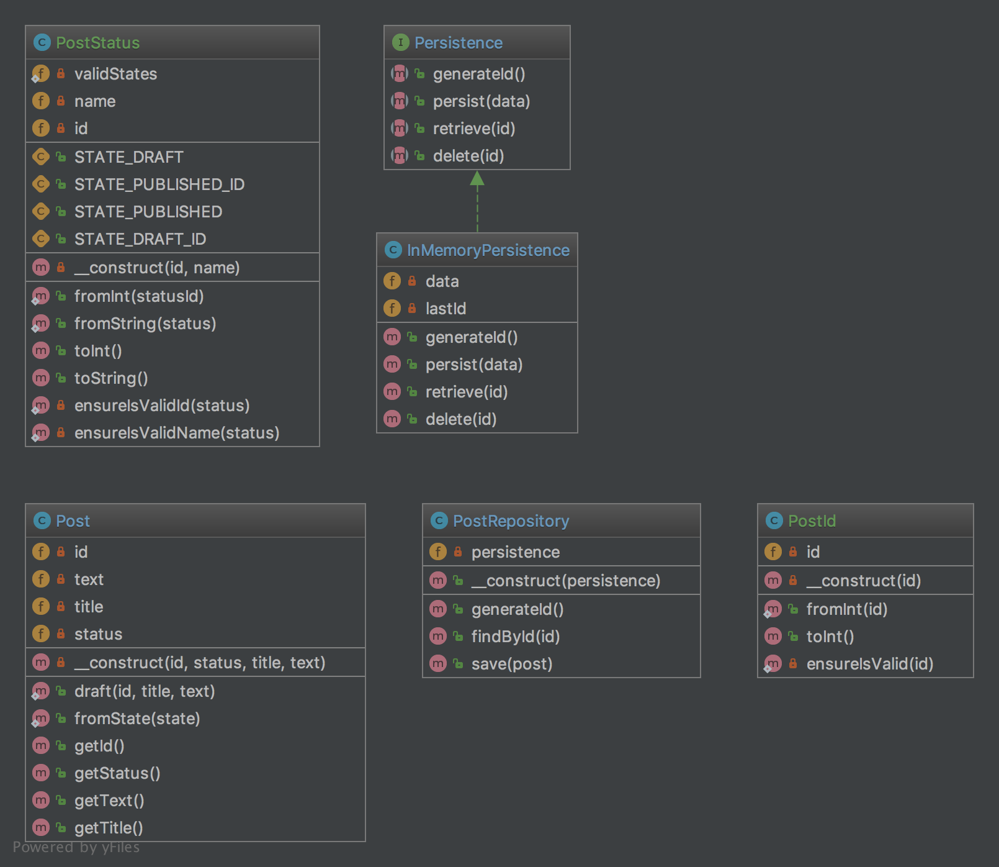 PostStatus
validStates
name
id
STATE_DRAFT
STATE_PUBLISHED_ID
STATE_PUBLISHED
STATE_DRAFT_ID
__construct(id, name)
fromInt(statusId)
fromString(status)
toInt()
toString()
ensureIsValidId(status)
ensureIsValidName(status)
Persistence
generateId()
persist(data)
retrieve(id)
delete(id)
InMemoryPersistence
data
lastId
generateId()
persist(data)
retrieve(id)
delete(id)
Post
id
text
title
status
__construct(id, status, title, text)
draft(id, title, text)
fromState(state)
getId()
getStatus()
getText()
getTitle()
PostRepository
persistence
__construct(persistence)
generateId()
findById(id)
save(post)
PostId
id
__construct(id)
fromInt(id)
toInt()
ensureIsValid(id)
Powered by yFiles